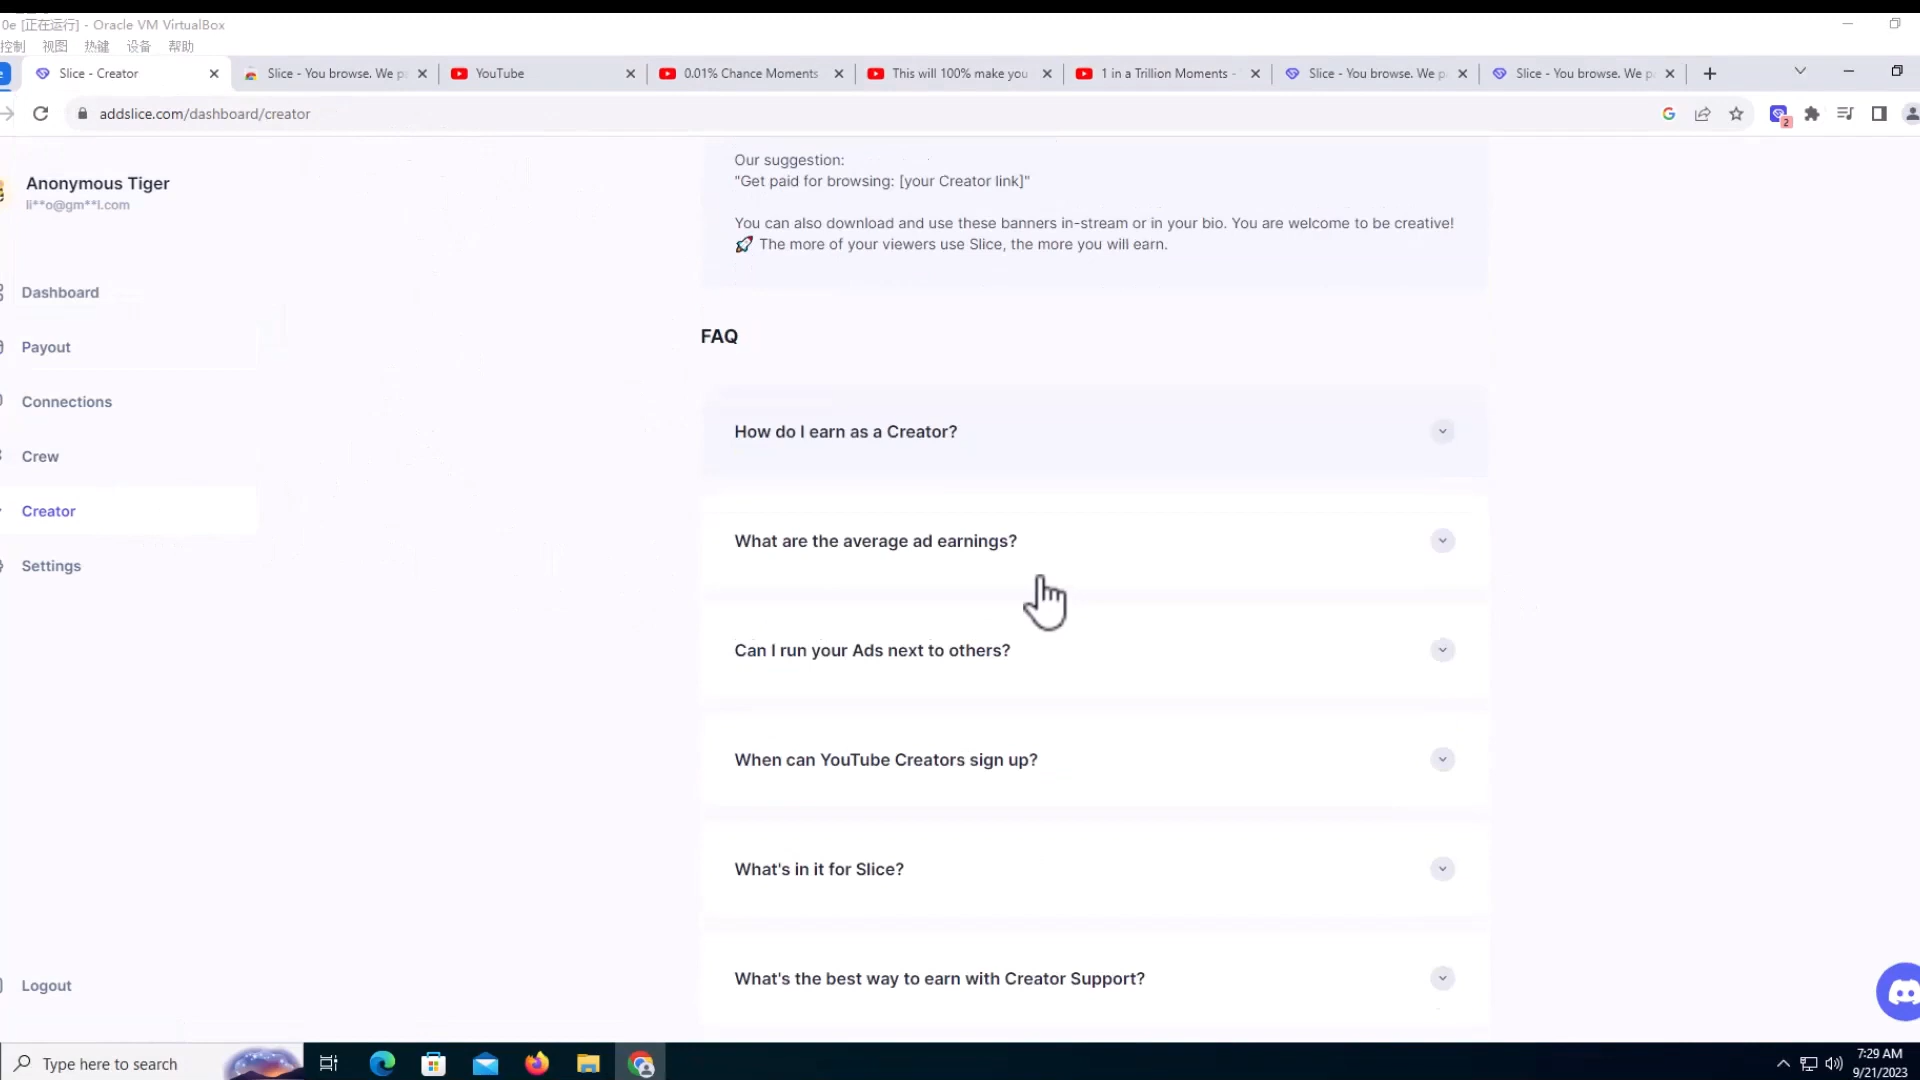 0e [正在运行] - Oracle VM VirtualBox
控制 视图 热键 设备 帮助
Slice - Creator
Slice - You browse. We p
YouTube
0.01% Chance Moments
This will 100% make you
1 in a Trillion Moments -
Slice - You browse. We p
Slice - You browse. We p
addslice.com/dashboard/creator
2
Anonymous Tiger
li**o@gm**l.com
Dashboard
Payout
Connections
Crew
Creator
Settings
Logout
Our suggestion:
"Get paid for browsing: [your Creator link]"
You can also download and use these banners in-stream or in your bio. You are welcome to be creative!
🚀 The more of your viewers use Slice, the more you will earn.
FAQ
How do I earn as a Creator?
What are the average ad earnings?
Can I run your Ads next to others?
When can YouTube Creators sign up?
What's in it for Slice?
What's the best way to earn with Creator Support?
Type here to search
7:29 AM
9/21/2023